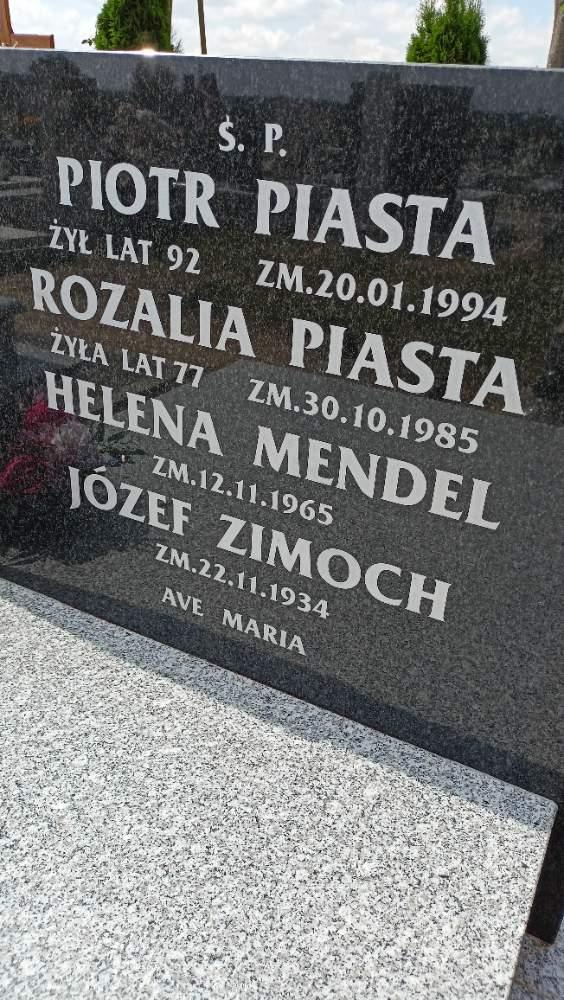 Ś. P.
PIOTR PIASTA
ŻYŁ LAT 92 ZM.20.01.1994
ROZALIA PIASTA
ŻYŁA LAT 77 ZM.30.10.1985
HELENA MENDEL
ZM.12.11.1965
JÓZEF ZIMOCH
ZM.22.11.1934
AVE MARIA